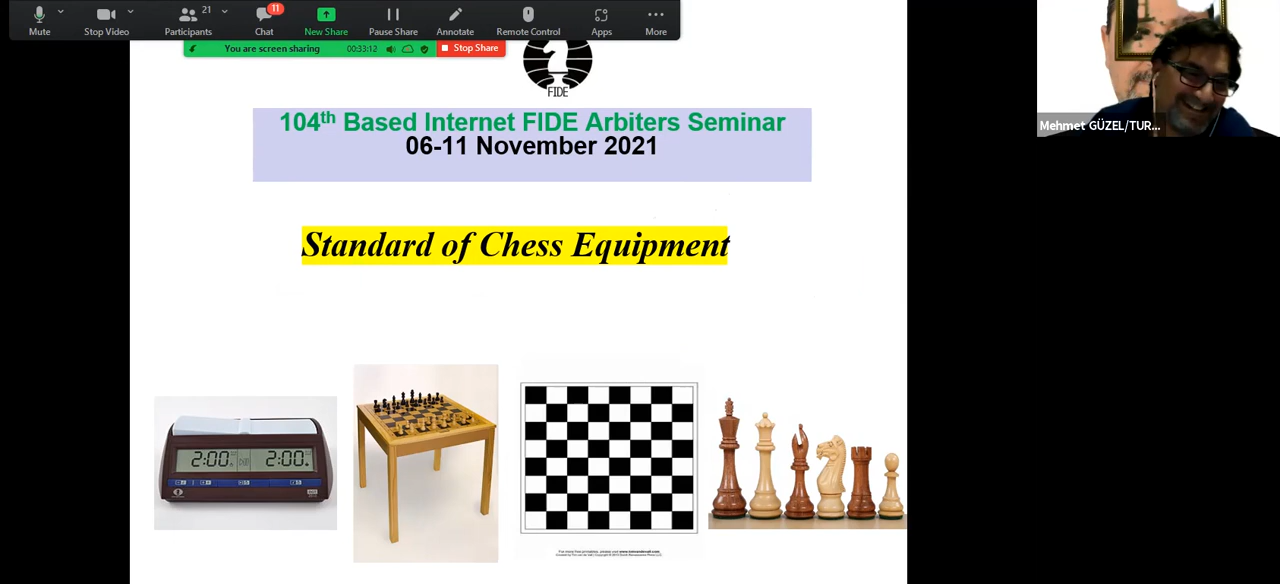 Mute
Stop Video
Participants
21
Chat
11
New Share
Pause Share
Annotate
Remote Control
Apps
More
You are screen sharing
00:33:12
Stop Share
FIDE
Mehmet GÜZEL/TUR...
104th Based Internet FIDE Arbiters Seminar
06-11 November 2021
Standard of Chess Equipment
2:00
2:00